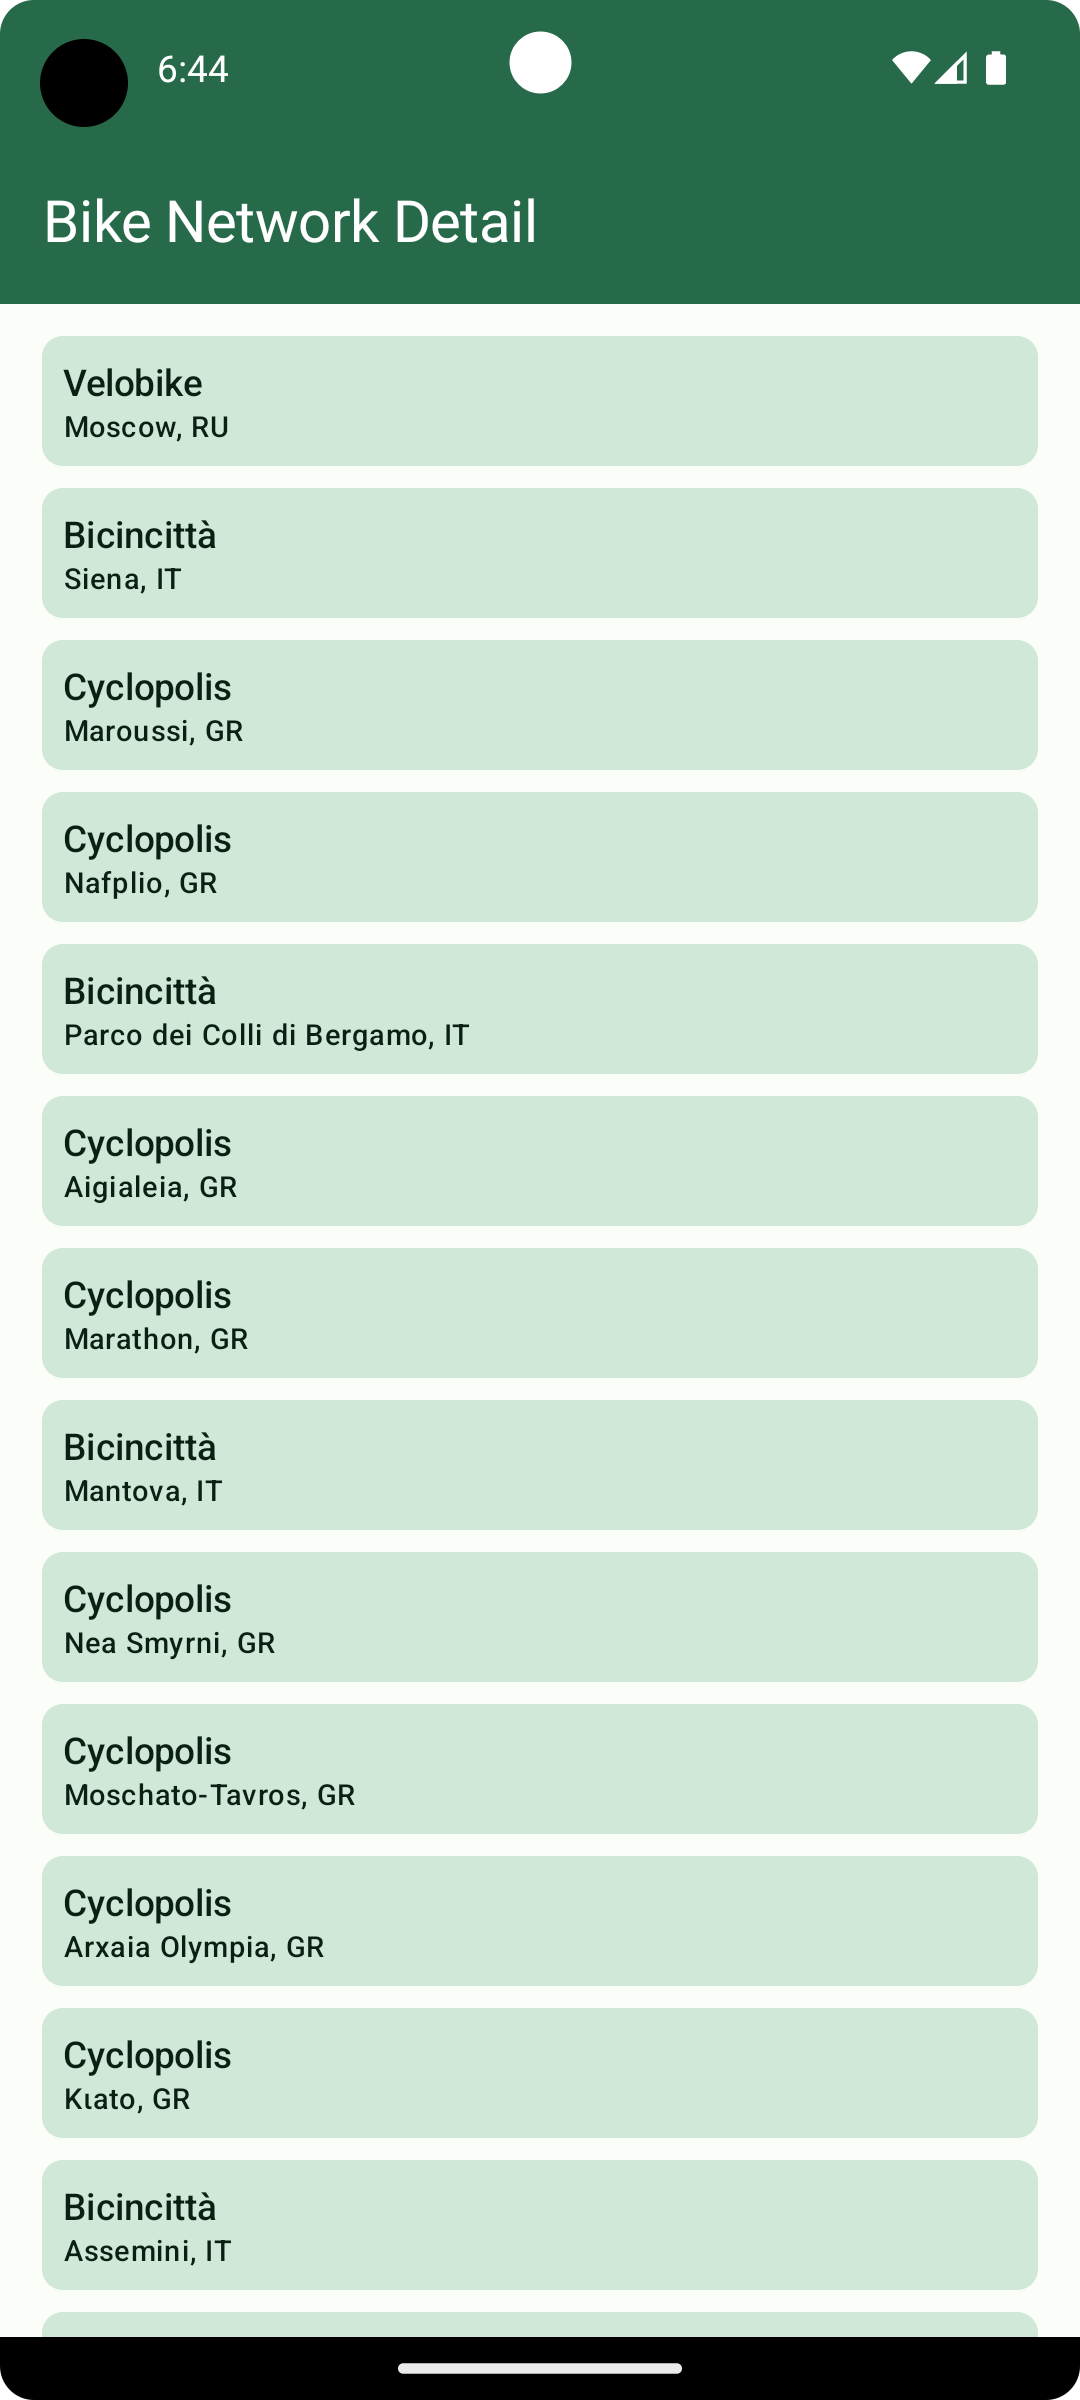 6:44
Bike Network Detail
Velobike
Moscow, RU
Bicincittà
Siena, IT
Cyclopolis
Maroussi, GR
Cyclopolis
Nafplio, GR
Bicincittà
Parco dei Colli di Bergamo, IT
Cyclopolis
Aigialeia, GR
Cyclopolis
Marathon, GR
Bicincittà
Mantova, IT
Cyclopolis
Nea Smyrni, GR
Cyclopolis
Moschato-Tavros, GR
Cyclopolis
Arxaia Olympia, GR
Cyclopolis
Kιato, GR
Bicincittà
Assemini, IT